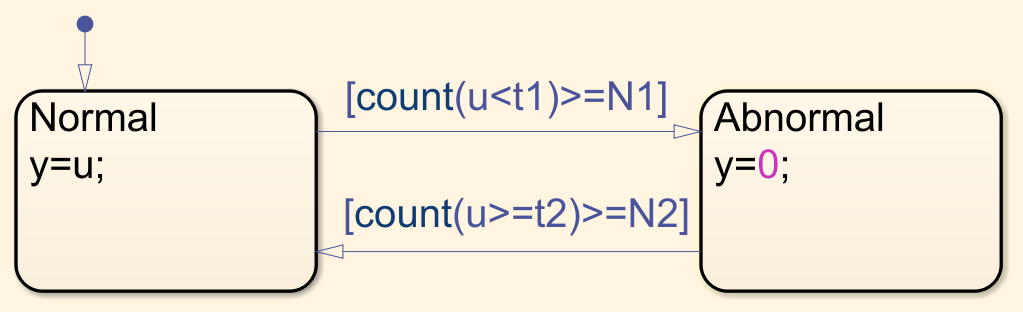 Normal
y=u;
[count(u<t1)>=N1]
[count(u>=t2)>=N2]
Abnormal
y=0;